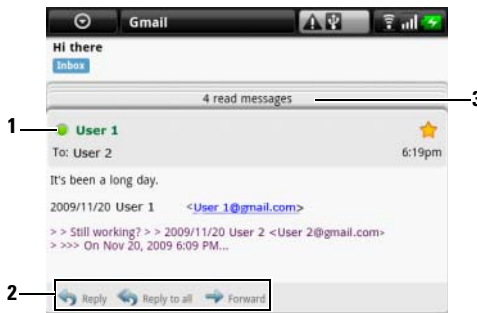 Gmail
Hi there
Inbox
4 read messages
3
1
User 1
To: User 2
6:19pm
It's been a long day.
2009/11/20 User 1 <User 1@gmail.com>
> > Still working? > > 2009/11/20 User 2 <User 2@gmail.com>
> >>> On Nov 20, 2009 6:09 PM...
2
Reply Reply to all Forward